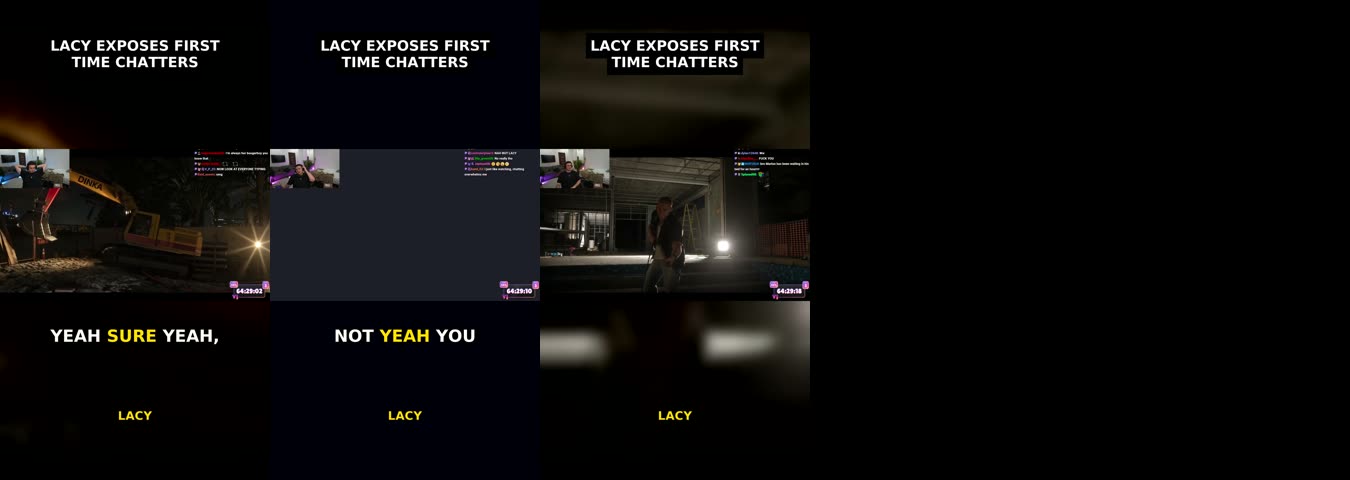 LACY EXPOSES FIRST
TIME CHATTERS
DINKA
64:29:02
YEAH SURE YEAH,
LACY
LACY EXPOSES FIRST
TIME CHATTERS
64:29:10
NOT YEAH YOU
LACY
LACY EXPOSES FIRST
TIME CHATTERS
64:29:18
LACY